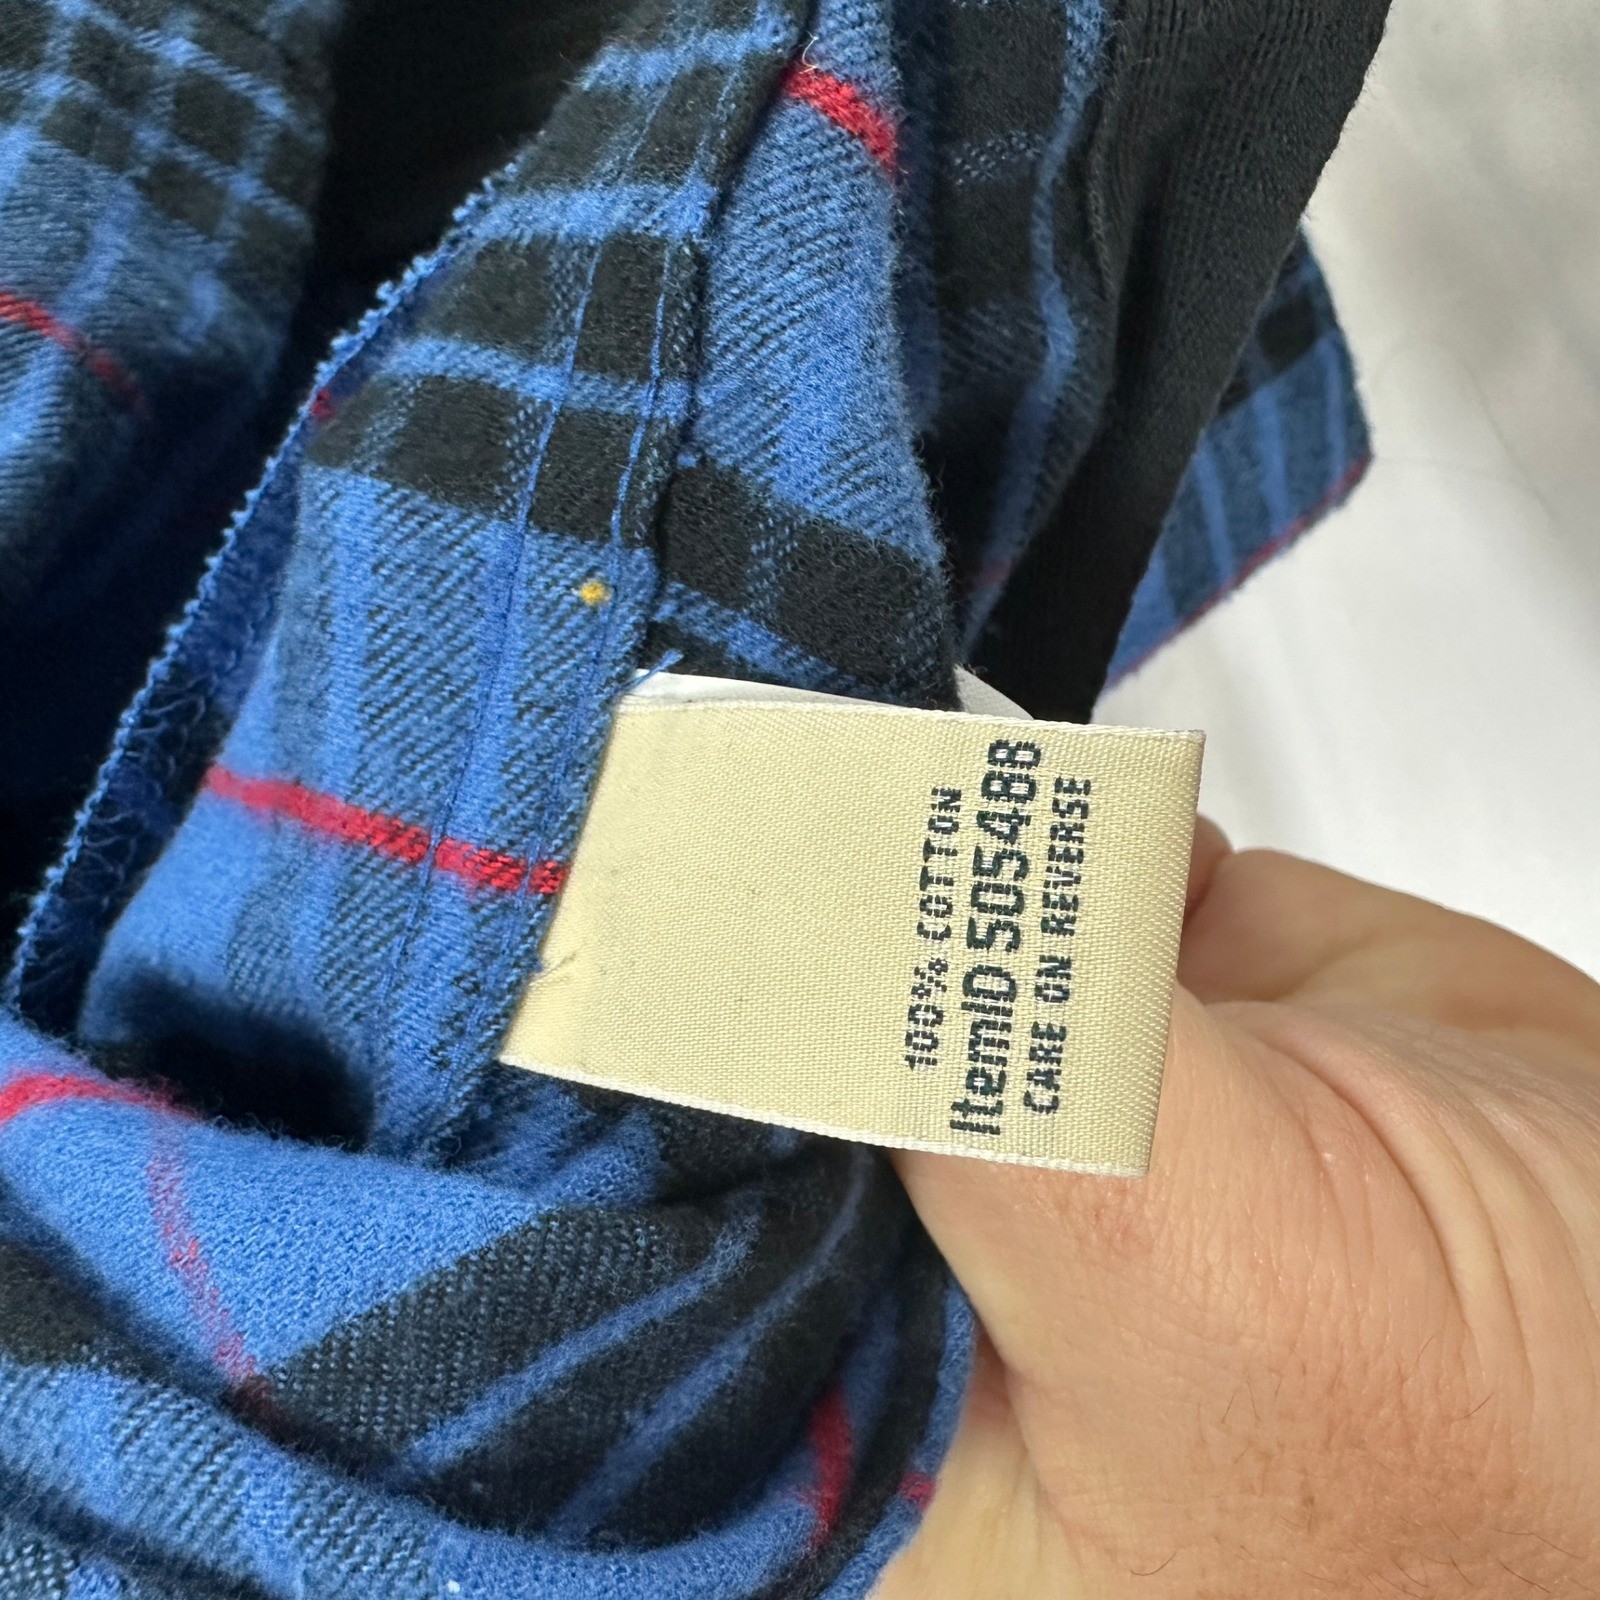 100% COTTON
ItemID 505488
CARE ON REVERSE